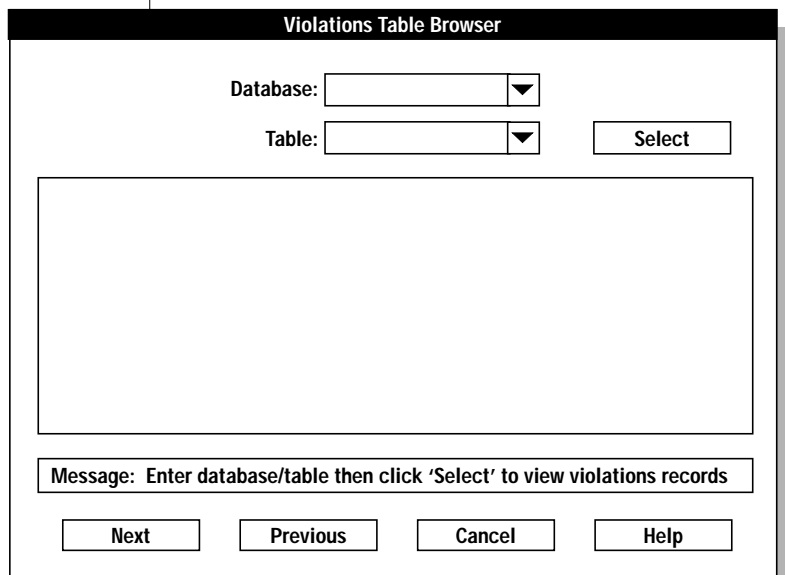 Violations Table Browser
Database:
Table:
Select
Message: Enter database/table then click ‘Select’ to view violations records
Next Previous Cancel Help